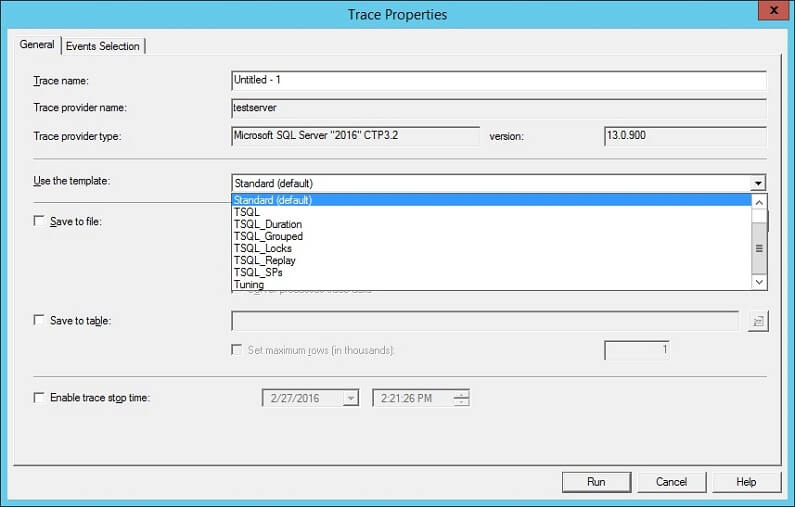 Trace Properties
x
General
Events Selection
Trace name:
Untitled - 1
Trace provider name:
testserver
Trace provider type:
Microsoft SQL Server "2016" CTP3.2
version:
13.0.900
Use the template:
Standard (default)
Standard (default)
TSQL
TSQL_Duration
TSQL_Grouped
TSQL_Locks
TSQL_Replay
TSQL_SPs
Tuning
Save to file:
Save to table:
Set maximum rows (in thousands):
1
Enable trace stop time:
2/27/2016
2:21:26 PM
Run
Cancel
Help